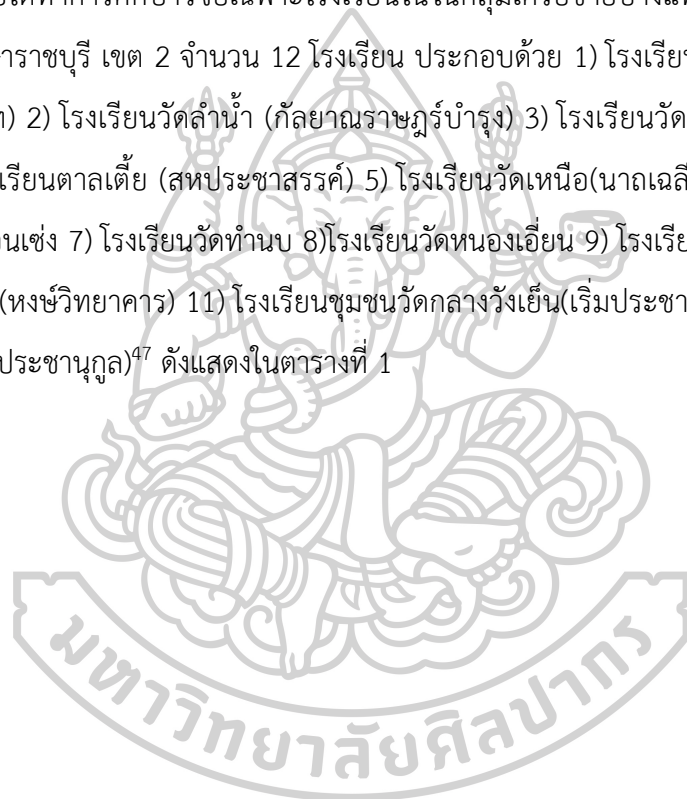 โรงเรียน
าราชบุรี เขต 2 จำนวน 12 โรงเรียน ประกอบด้วย 1) โรงเรียน
) 2) โรงเรียนวัดลำน้ำ (กัลยาณราษฎร์บำรุง) 3) โรงเรียนวัด
เรียนตาลเตี้ย (สหประชาสรรค์) 5) โรงเรียนวัดเหนือ(นาถเฉลี
วนเซ่ง 7) โรงเรียนวัดทำนบ 8)โรงเรียนวัดหนองเอี่ยน 9) โรงเรีย
(หงษ์วิทยาคาร) 11) โรงเรียนชุมชนวัดกลางวังเย็น(เริ่มประชา
ประชานุกูล)47 ดังแสดงในตารางที่ 1
มหาวิทยาลัยศิลปากร